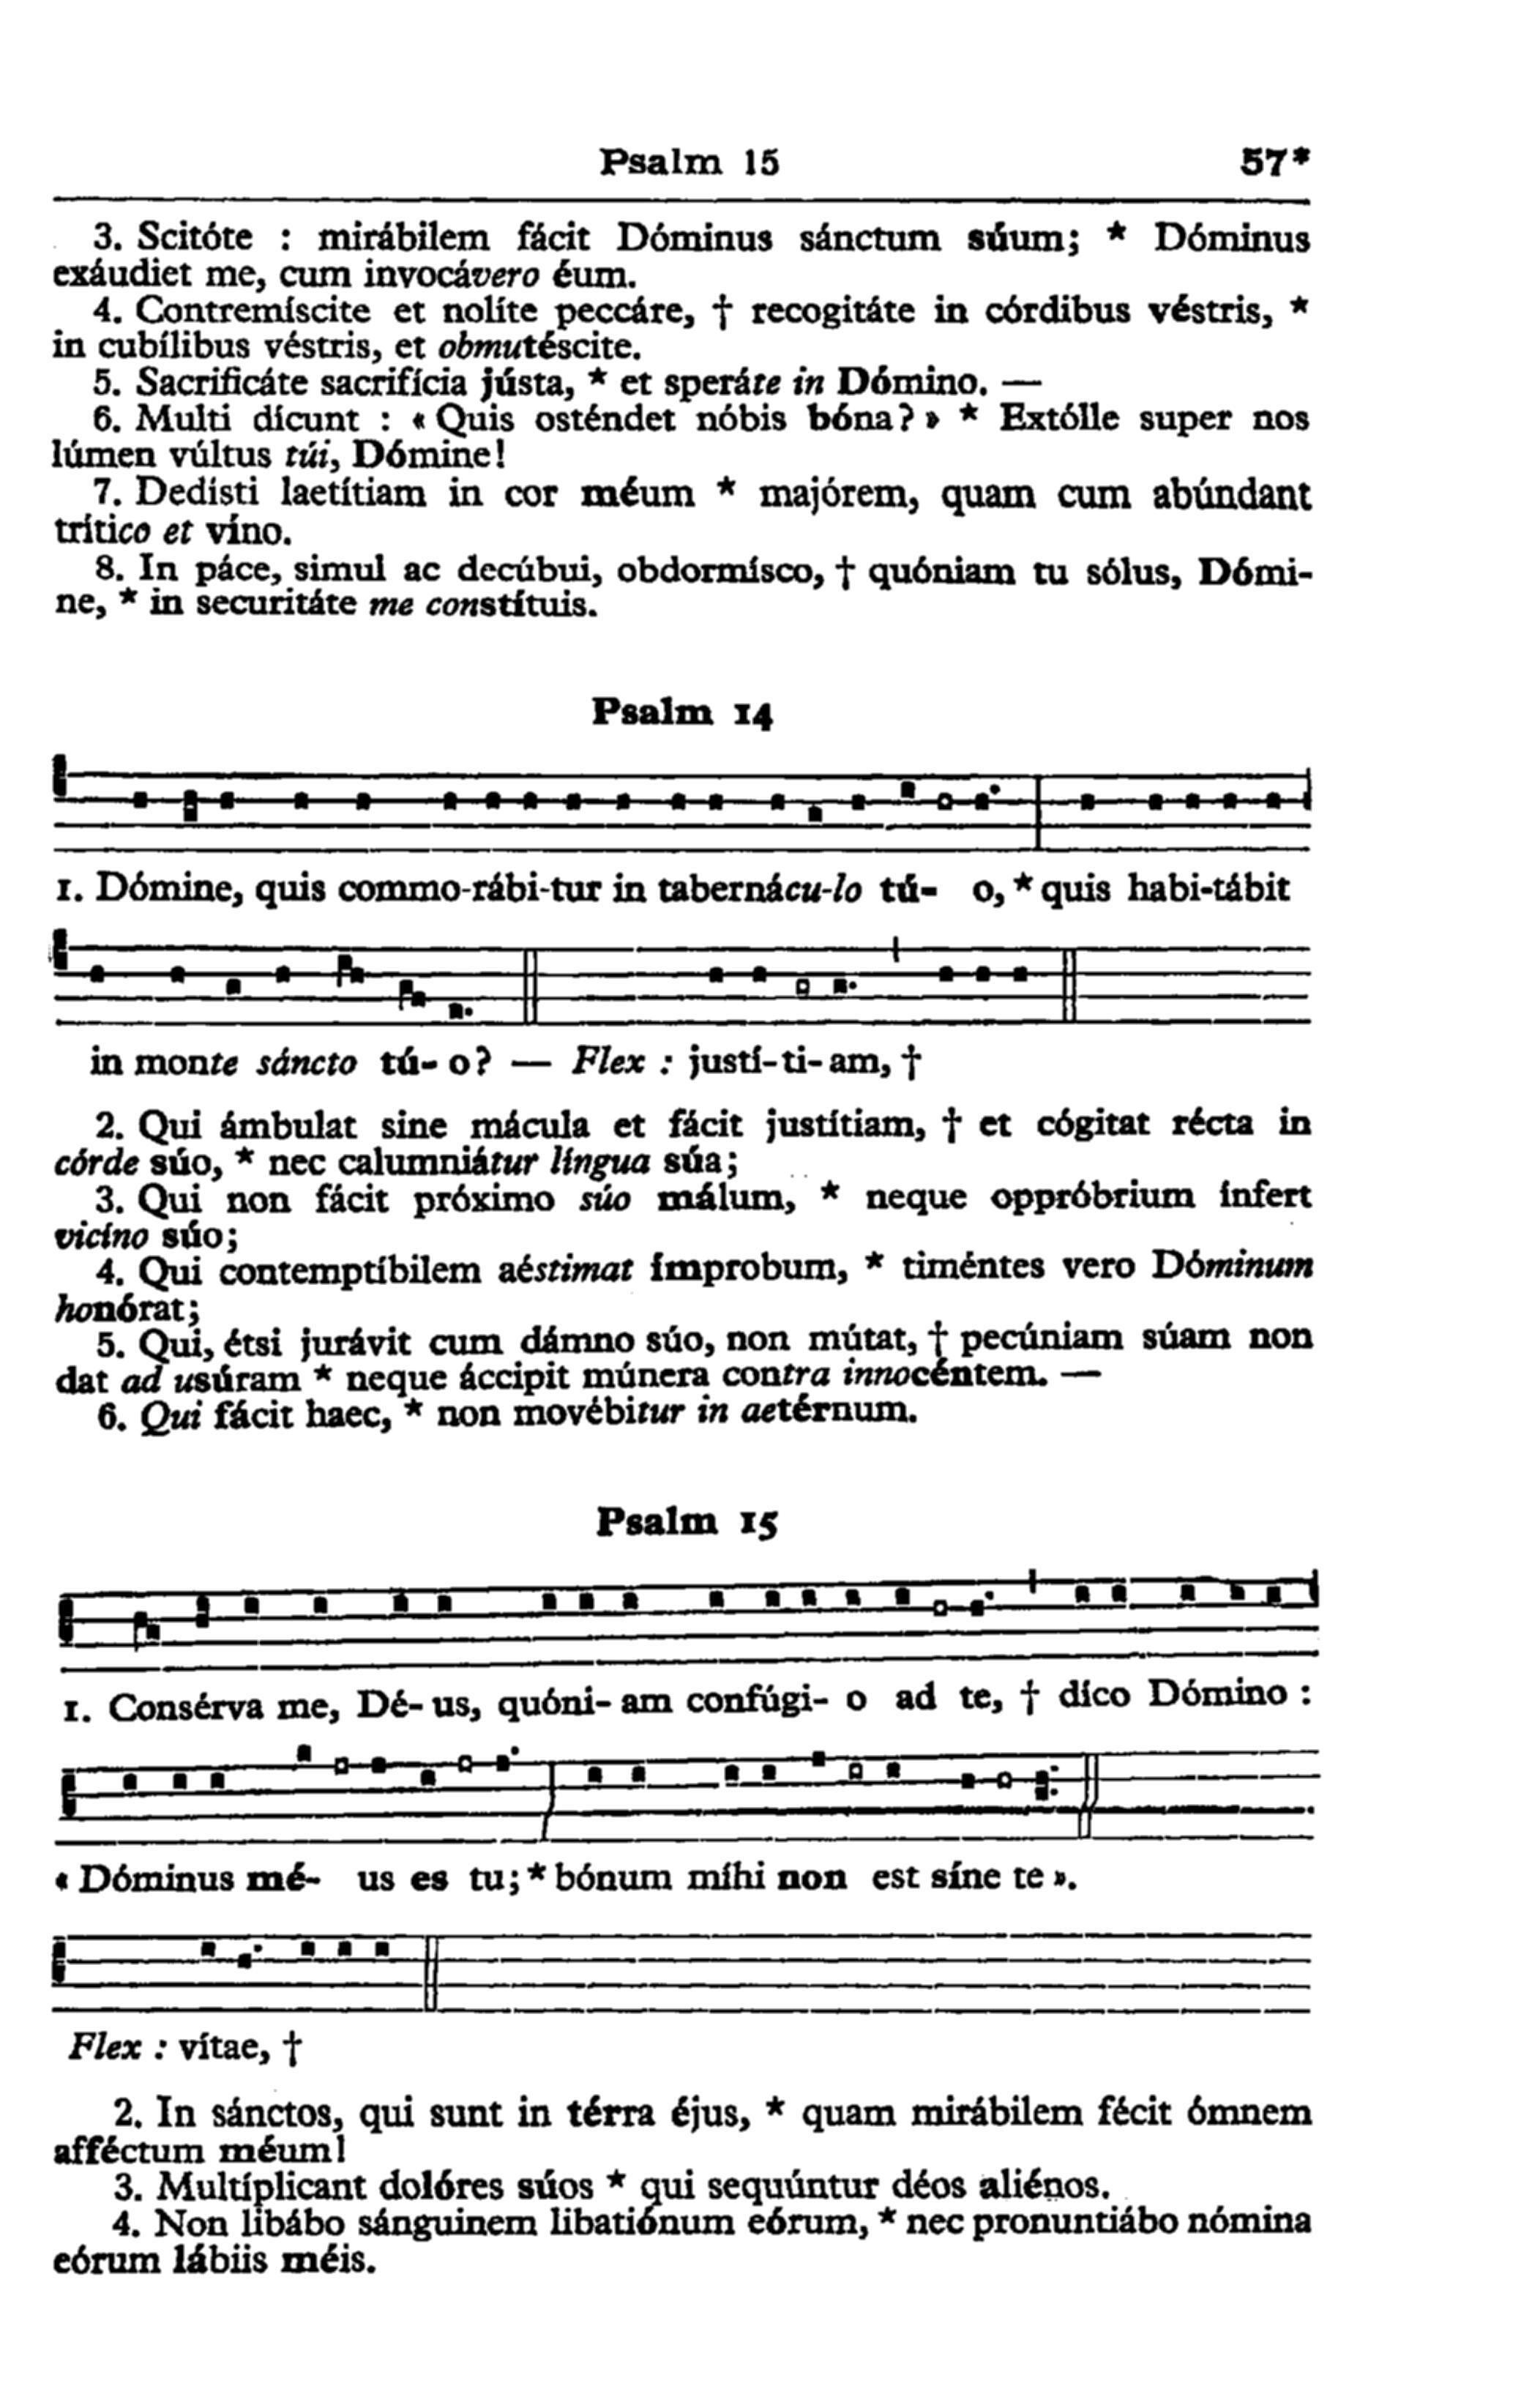 Psalm 15 57*
3. Scitóte : mirábilem fácit Dóminus sánctum súum; * Dóminus
exáudiet me, cum invocávero éum.
4. Contremíscite et nolíte peccáre, † recogitáte in córdibus véstris, *
in cubílibus véstris, et obmutéscite.
5. Sacrificáte sacrifícia jústa, * et speráte in Dómino. —
6. Multi dícunt : « Quis osténdet nóbis bóna? » * Extólle super nos
lúmen vúltus túi, Dómine!
7. Dedísti laetítiam in cor méum * majórem, quam cum abúndant
trítico et víno.
8. In páce, simul ac decúbui, obdormísco, † quóniam tu sólus, Dómi-
ne, * in securitáte me constítuis.
Psalm 14
1. Dómine, quis commo-rábi-tur in tabernácu-lo tú- o, * quis habi-tábit
in monte sáncto tú- o? — Flex : justí-ti-am, †
2. Qui ámbulat sine mácula et fácit justítiam, † et cógitat récta in
córde súo, * nec calumniátur língua súa;
3. Qui non fácit próximo súo málum, * neque oppróbrium ínfert
vicíno súo;
4. Qui contemptíbilem aéstimat ímprobum, * timéntes vero Dóminum
honórat;
5. Qui, étsi jurávit cum dámno súo, non mútat, † pecúniam súam non
dat ad usúram * neque áccipit múnera contra innocéntem. —
6. Qui fácit haec, * non movébitur in aetérnum.
Psalm 15
1. Consérva me, Dé- us, quóni- am confúgi- o ad te, † díco Dómino :
« Dóminus mé- us es tu; * bónum míhi non est síne te ».
Flex : vítae, †
2. In sánctos, qui sunt in térra éjus, * quam mirábilem fécit ómnem
afféctum méum!
3. Multíplicant dolóres súos * qui sequúntur déos aliénos.
4. Non libábo sánguinem libatiónum eórum, * nec pronuntiábo nómina
eórum lábiis méis.